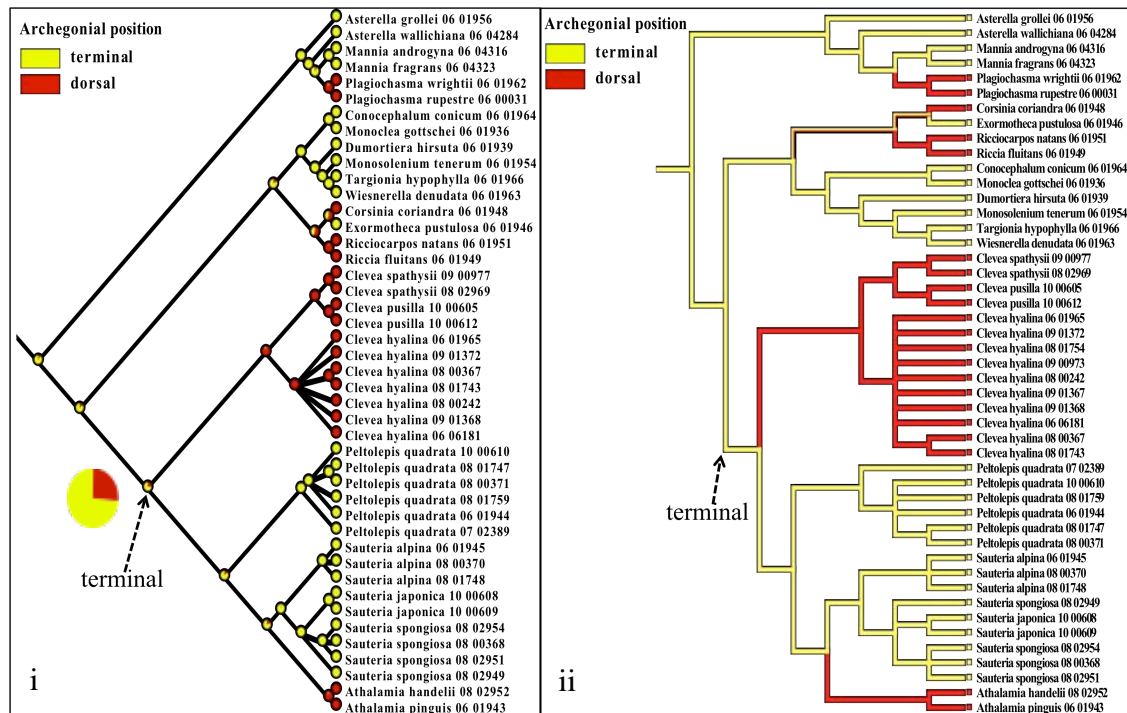 Archegonial position
terminal
dorsal
Asterella grollei 06 01956
Asterella wallichiana 06 04284
Mannia androgyna 06 04316
Mannia fragrans 06 04323
Plagiochasma wrightii 06 01962
Plagiochasma rupestre 06 00031
Conocephalum conicum 06 01964
Monoclea gottschei 06 01936
Dumortiera hirsuta 06 01939
Monosolenium tenerum 06 01954
Targionia hypophylla 06 01966
Wiesnerella denudata 06 01963
Corsinia coriandra 06 01948
Exormotheca pustulosa 06 01946
Ricciocarpos natans 06 01951
Riccia fluitans 06 01949
Clevea spathysii 09 00977
Clevea spathysii 08 02969
Clevea pusilla 10 00605
Clevea pusilla 10 00612
Clevea hyalina 06 01965
Clevea hyalina 09 01372
Clevea hyalina 08 00367
Clevea hyalina 08 01743
Clevea hyalina 08 00242
Clevea hyalina 09 01368
Clevea hyalina 06 06181
Peltolepis quadrata 10 00610
Peltolepis quadrata 08 01747
Peltolepis quadrata 08 00371
Peltolepis quadrata 08 01759
Peltolepis quadrata 06 01944
Peltolepis quadrata 07 02389
Sauteria alpina 06 01945
Sauteria alpina 08 00370
Sauteria alpina 08 01748
Sauteria japonica 10 00608
Sauteria japonica 10 00609
Sauteria spongiosa 08 02954
Sauteria spongiosa 08 00368
Sauteria spongiosa 08 02951
Sauteria spongiosa 08 02949
Athalamia handelii 08 02952
Athalamia pinguis 06 01943
terminal
i
Archegonial position
terminal
dorsal
Asterella grollei 06 01956
Asterella wallichiana 06 04284
Mannia androgyna 06 04316
Mannia fragrans 06 04323
Plagiochasma wrightii 06 01962
Plagiochasma rupestre 06 00031
Corsinia coriandra 06 01948
Exormotheca pustulosa 06 01946
Ricciocarpos natans 06 01951
Riccia fluitans 06 01949
Conocephalum conicum 06 01964
Monoclea gottschei 06 01936
Dumortiera hirsuta 06 01939
Monosolenium tenerum 06 01954
Targionia hypophylla 06 01966
Wiesnerella denudata 06 01963
Clevea spathysii 09 00977
Clevea spathysii 08 02969
Clevea pusilla 10 00605
Clevea pusilla 10 00612
Clevea hyalina 06 01965
Clevea hyalina 09 01372
Clevea hyalina 08 01754
Clevea hyalina 09 00973
Clevea hyalina 08 00242
Clevea hyalina 09 01367
Clevea hyalina 09 01368
Clevea hyalina 06 06181
Clevea hyalina 08 00367
Clevea hyalina 08 01743
Peltolepis quadrata 07 02389
Peltolepis quadrata 10 00610
Peltolepis quadrata 08 01759
Peltolepis quadrata 06 01944
Peltolepis quadrata 08 01747
Peltolepis quadrata 08 00371
Sauteria alpina 06 01945
Sauteria alpina 08 00370
Sauteria alpina 08 01748
Sauteria spongiosa 08 02949
Sauteria japonica 10 00608
Sauteria japonica 10 00609
Sauteria spongiosa 08 02954
Sauteria spongiosa 08 00368
Sauteria spongiosa 08 02951
Athalamia handelii 08 02952
Athalamia pinguis 06 01943
terminal
ii